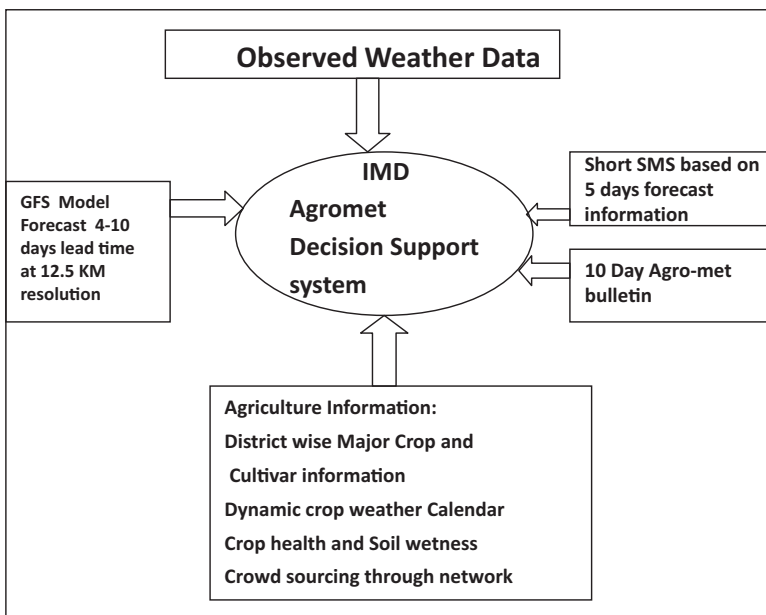 Observed Weather Data
IMD
Agromet
Decision Support
system
GFS Model
Forecast 4-10
days lead time
at 12.5 KM
resolution
Short SMS based on
5 days forecast
information
10 Day Agro-met
bulletin
Agriculture Information:
District wise Major Crop and
Cultivar information
Dynamic crop weather Calendar
Crop health and Soil wetness
Crowd sourcing through network